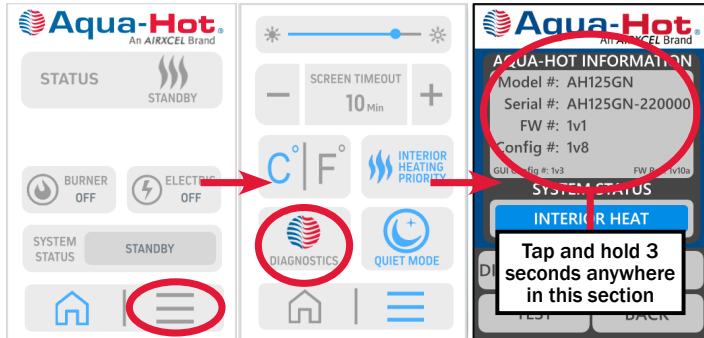 Aqua-Hot
An AIRXCEL Brand
STATUS
STANDBY
BURNER
OFF
ELECTRIC
OFF
SYSTEM
STATUS
STANDBY
SCREEN TIMEOUT
10 Min
C° F°
INTERIOR
HEATING
PRIORITY
DIAGNOSTICS
QUIET MODE
Aqua-Hot
An AIRXCEL Brand
AQUA-HOT INFORMATION
Model #: AH125GN
Serial #: AH125GN-220000
FW #: 1v1
Config #: 1v8
GUI Config #: 1v3
1v10a
SYSTEM STATUS
INTERIOR HEAT
Tap and hold 3
seconds anywhere
in this section
TEST
BACK